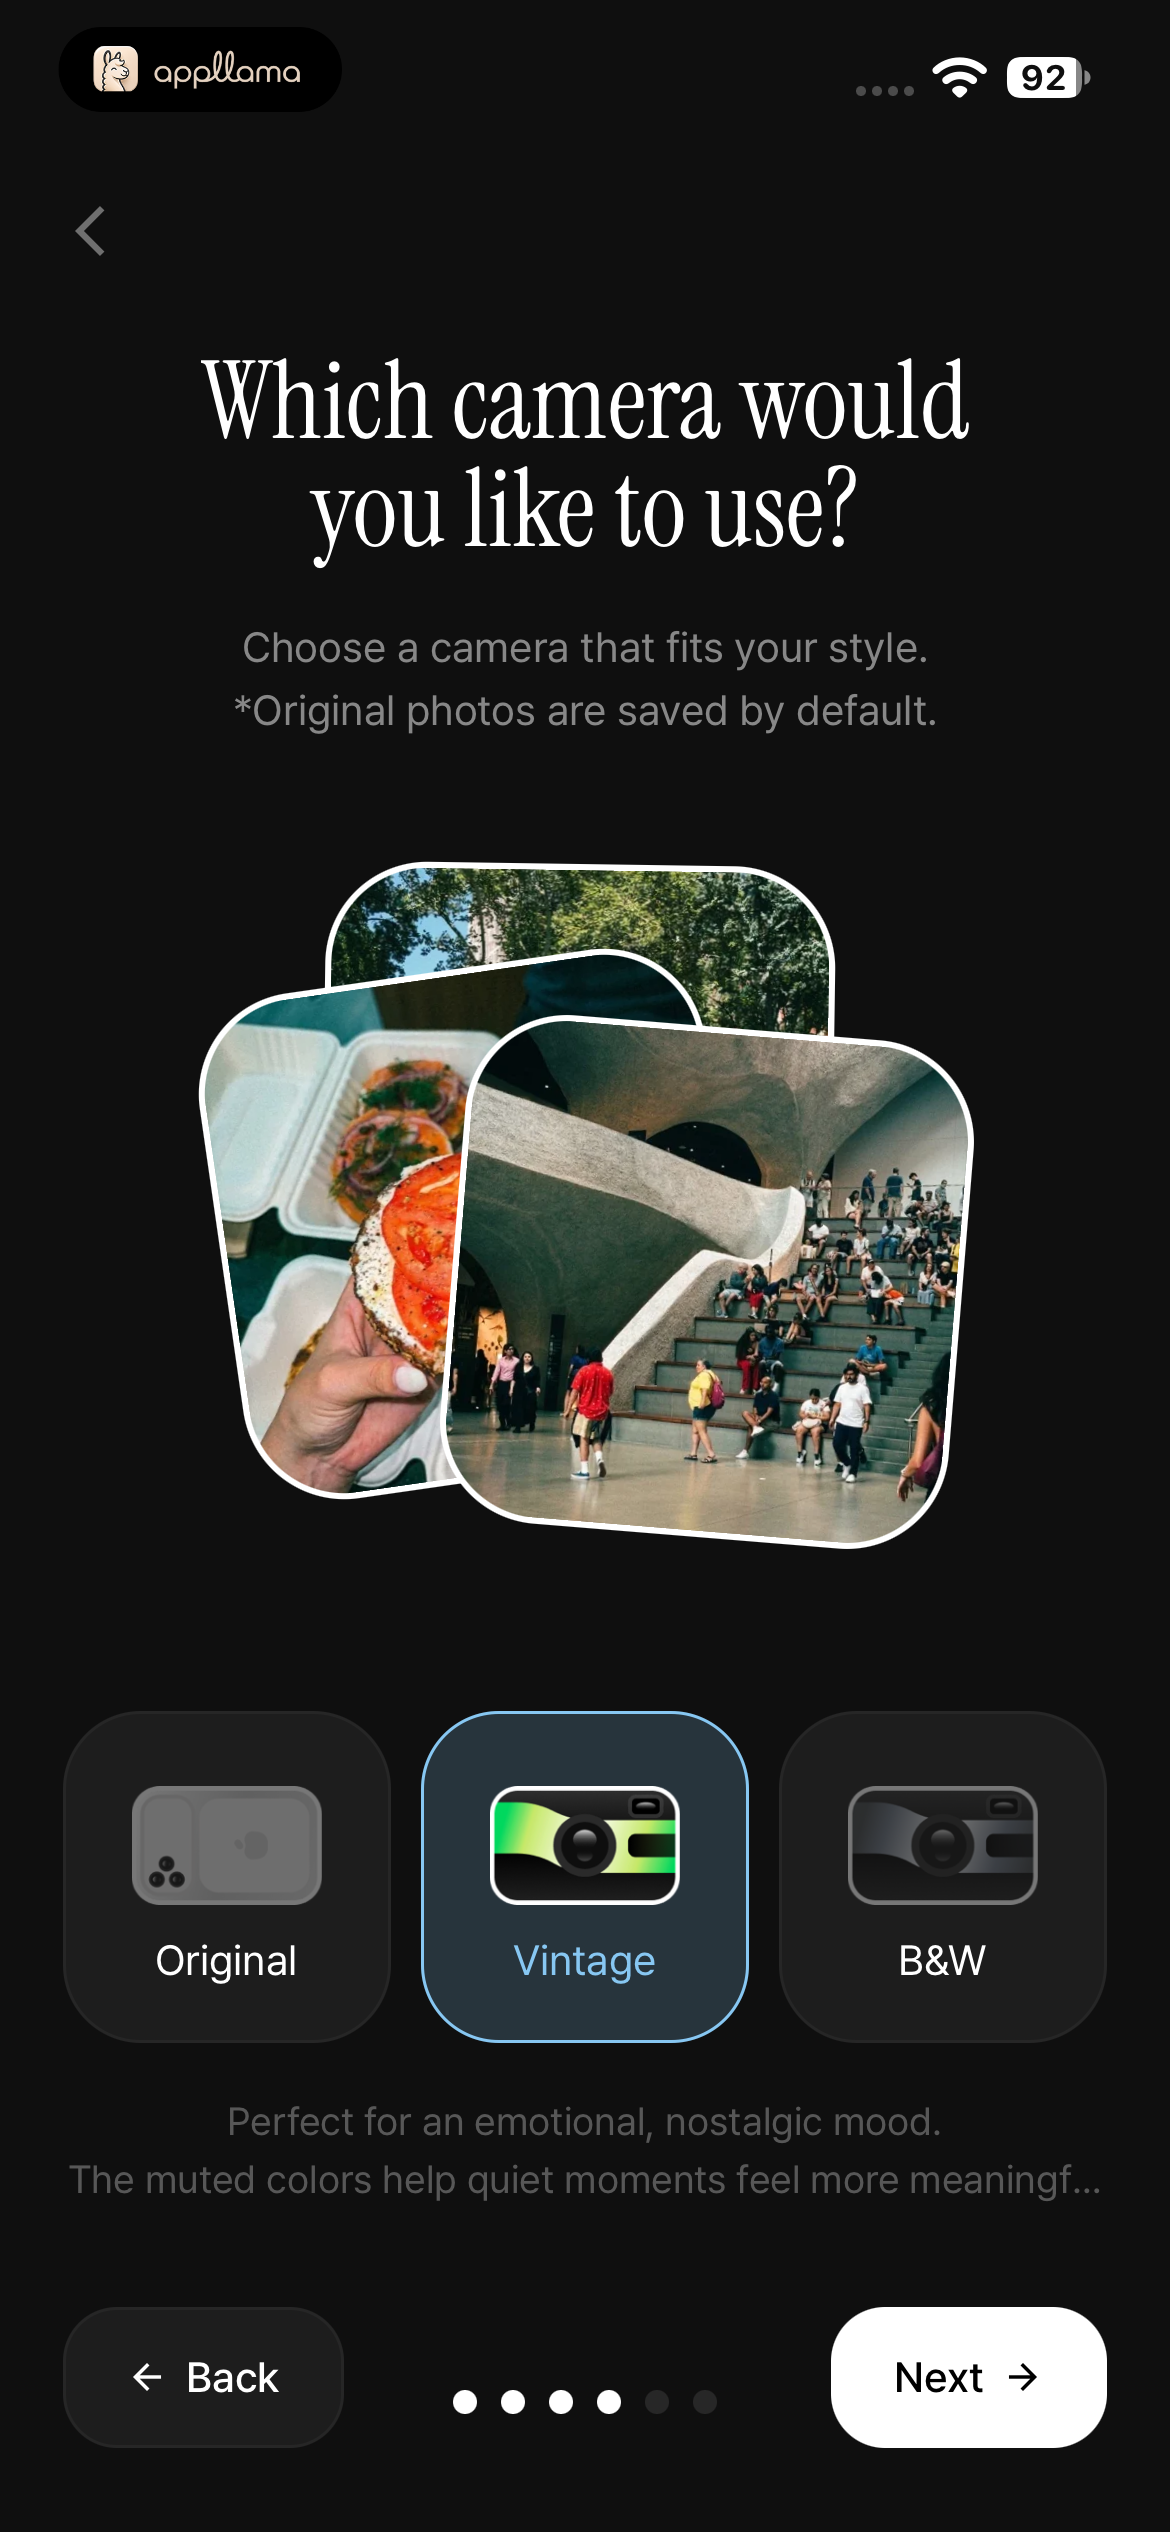 appllama
92
Which camera would
you like to use?
Choose a camera that fits your style.
*Original photos are saved by default.
Original
Vintage
B&W
Perfect for an emotional, nostalgic mood.
The muted colors help quiet moments feel more meaningf...
← Back
Next →